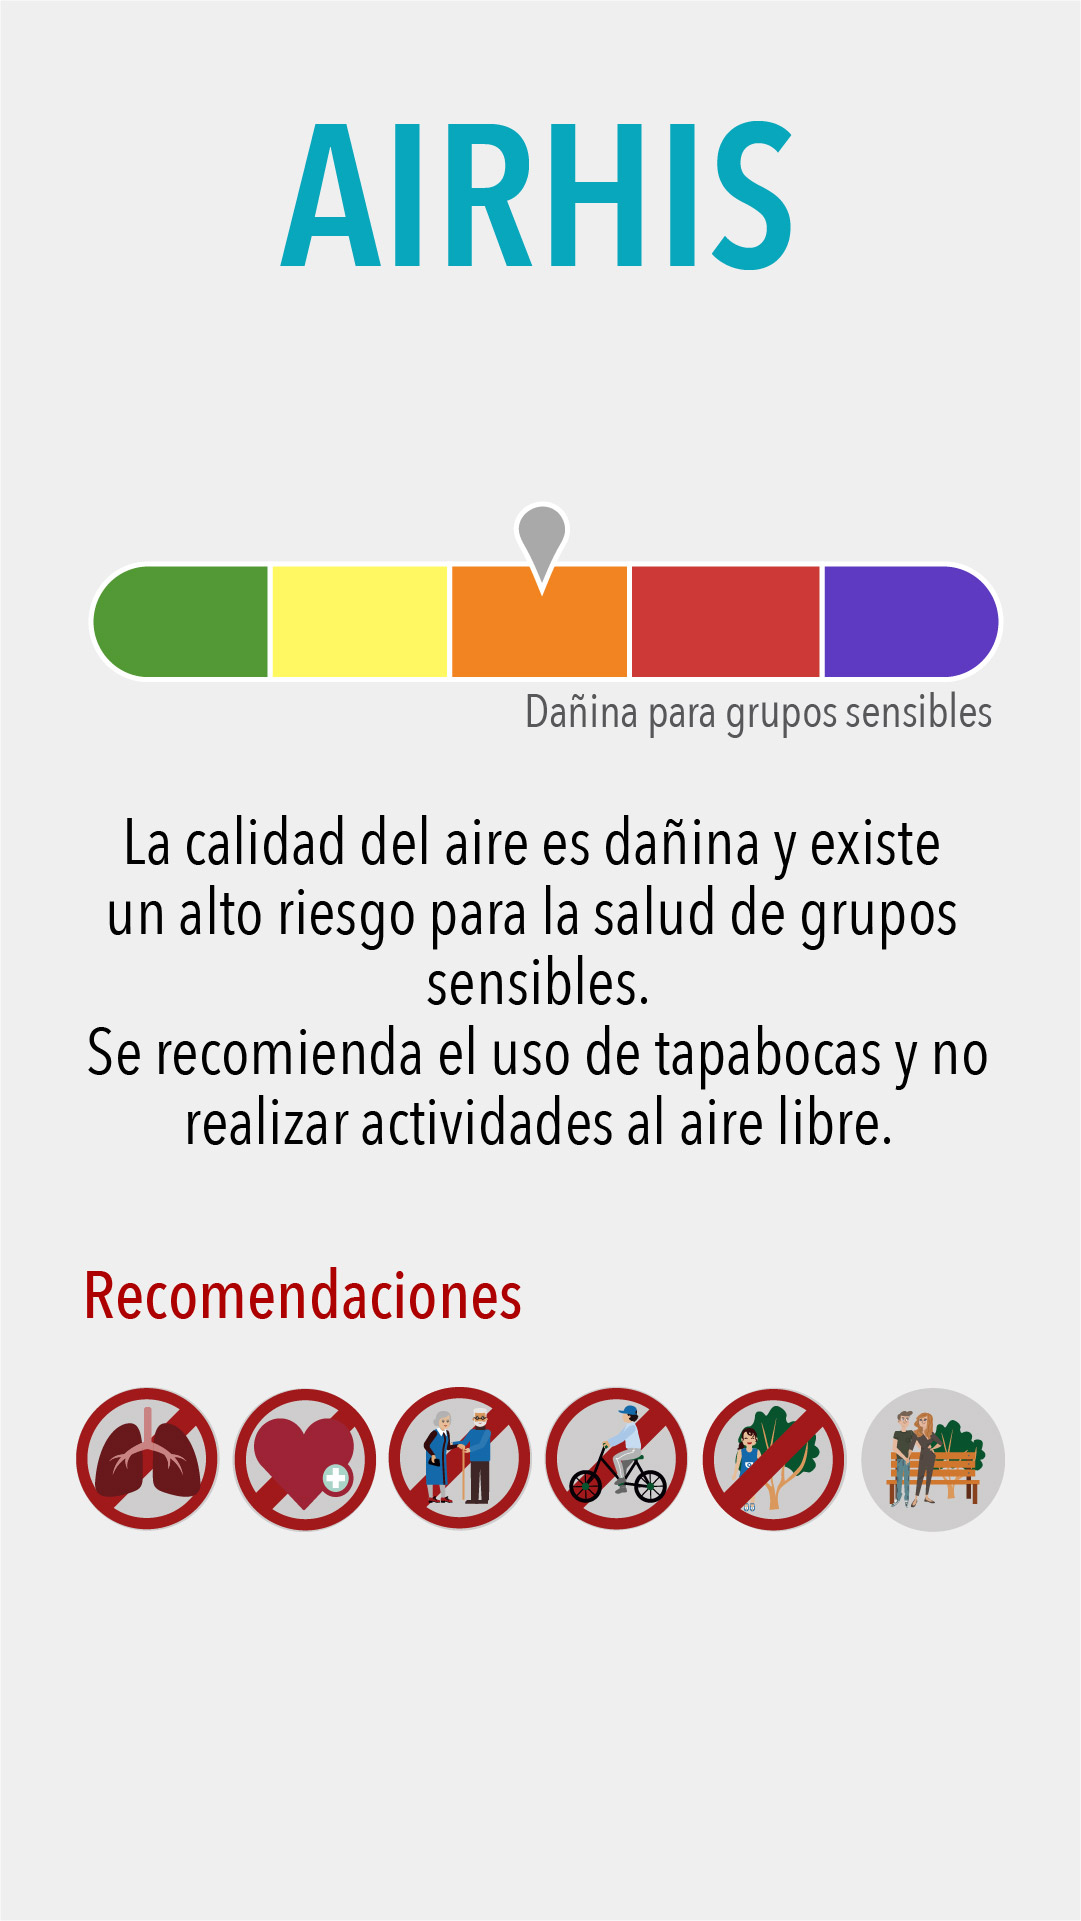 AIRHIS
Dañina para grupos sensibles
La calidad del aire es dañina y existe
un alto riesgo para la salud de grupos
sensibles.
Se recomienda el uso de tapabocas y no
realizar actividades al aire libre.
Recomendaciones